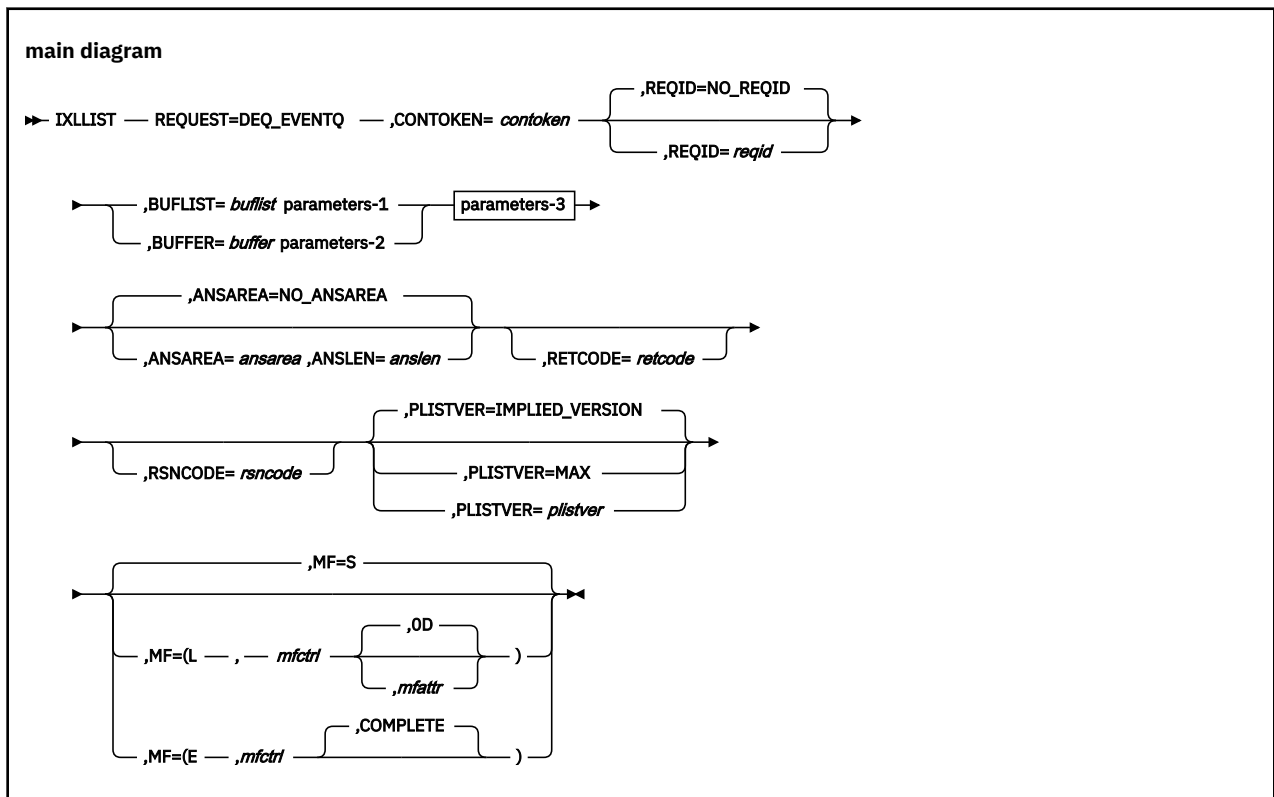 main diagram
,REQID=NO_REQID
IXLLIST REQUEST=DEQ_EVENTQ ,CONTOKEN= contoken
,REQID= reqid
,BUFLIST= buflist parameters-1 parameters-3
,BUFFER= buffer parameters-2
,ANSAREA=NO_ANSAREA
,ANSAREA= ansarea ,ANSLEN= anslen ,RETCODE= retcode
,PLISTVER=IMPLIED_VERSION
,RSNCODE= rsncode ,PLISTVER=MAX
,PLISTVER= plistver
,MF=S
,0D
,MF=(L , mfctrl )
,mfattr
,COMPLETE
,MF=(E ,mfctrl )